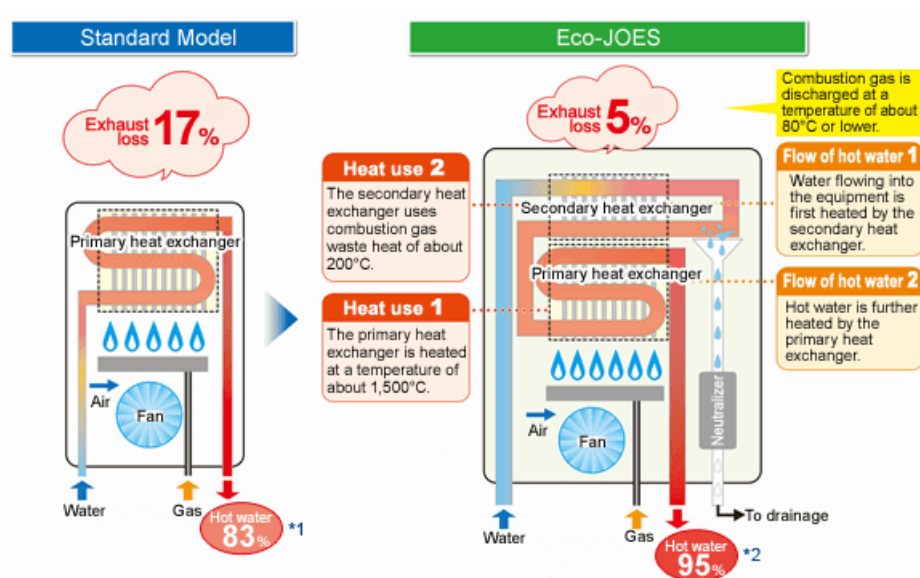 Standard Model
Eco-JOES
Exhaust
loss 17%
Primary heat exchanger
Air
Fan
Water
Gas
Hot water
83%
*1
Exhaust
loss 5%
Combustion gas is
discharged at a
temperature of about
80°C or lower.
Heat use 2
The secondary heat
exchanger uses
combustion gas
waste heat of about
200°C.
Heat use 1
The primary heat
exchanger is heated
at a temperature of
about 1,500°C.
Secondary heat exchanger
Primary heat exchanger
Air
Fan
Neutralizer
Water
Gas
To drainage
Hot water
95%
*2
Flow of hot water 1
Water flowing into
the equipment is
first heated by the
secondary heat
exchanger.
Flow of hot water 2
Hot water is further
heated by the
primary heat
exchanger.